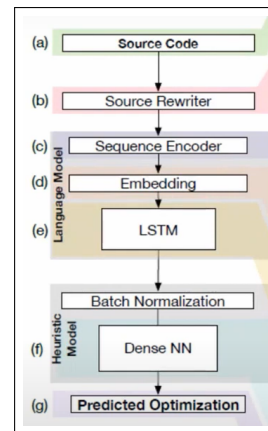 (a) Source Code
(b) Source Rewriter
(c) Sequence Encoder
(d) Embedding
(e) LSTM
Language Model
Batch Normalization
(f) Dense NN
Heuristic
Model
(g) Predicted Optimization